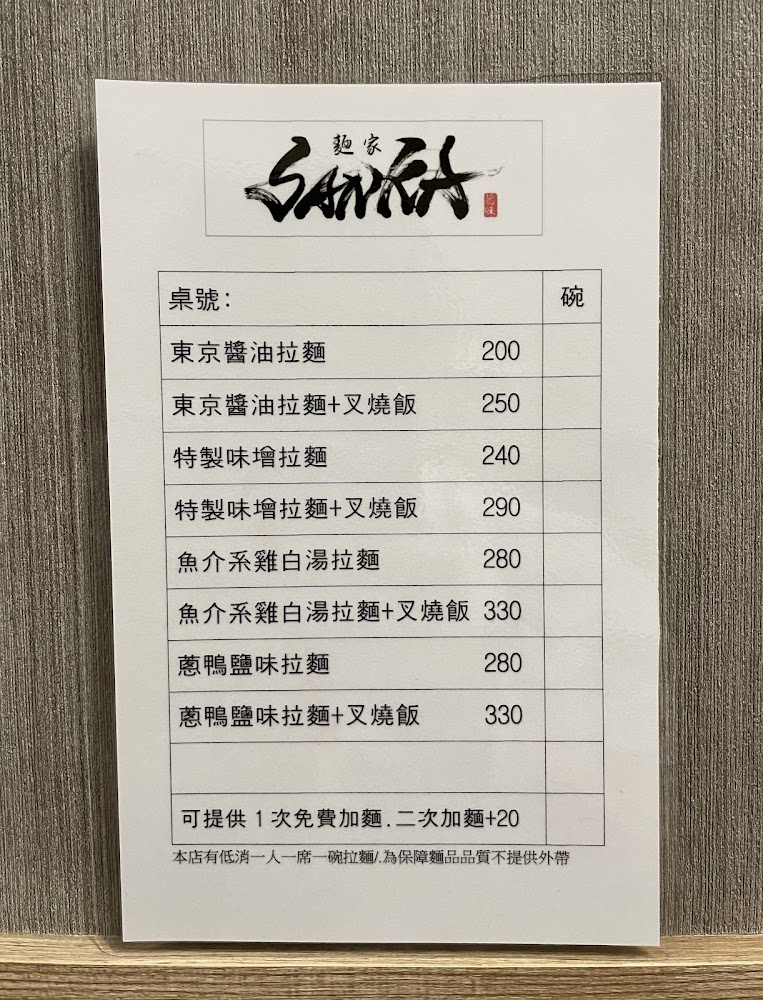 麵家
SANKA
桌號： 碗
東京醬油拉麵 200
東京醬油拉麵+叉燒飯 250
特製味增拉麵 240
特製味增拉麵+叉燒飯 290
魚介系雞白湯拉麵 280
魚介系雞白湯拉麵+叉燒飯 330
蔥鴨鹽味拉麵 280
蔥鴨鹽味拉麵+叉燒飯 330
可提供1次免費加麵.二次加麵+20
本店有低消一人一席一碗拉麵/.為保障麵品品質不提供外帶